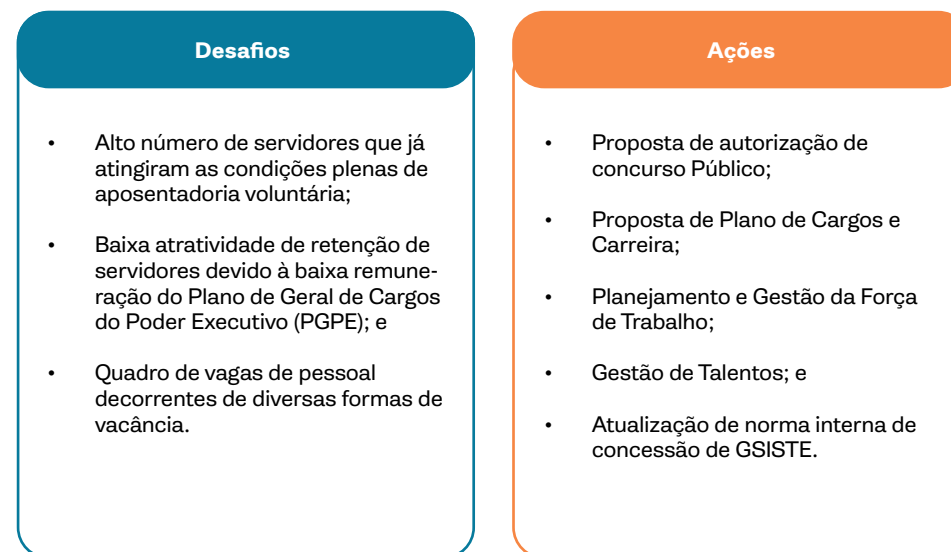 Desafios
• Alto número de servidores que já
atingiram as condições plenas de
aposentadoria voluntária;
• Baixa atratividade de retenção de
servidores devido à baixa remune-
ração do Plano de Geral de Cargos
do Poder Executivo (PGPE); e
• Quadro de vagas de pessoal
decorrentes de diversas formas de
vacância.
Ações
• Proposta de autorização de
concurso Público;
• Proposta de Plano de Cargos e
Carreira;
• Planejamento e Gestão da Força
de Trabalho;
• Gestão de Talentos; e
• Atualização de norma interna de
concessão de GSISTE.